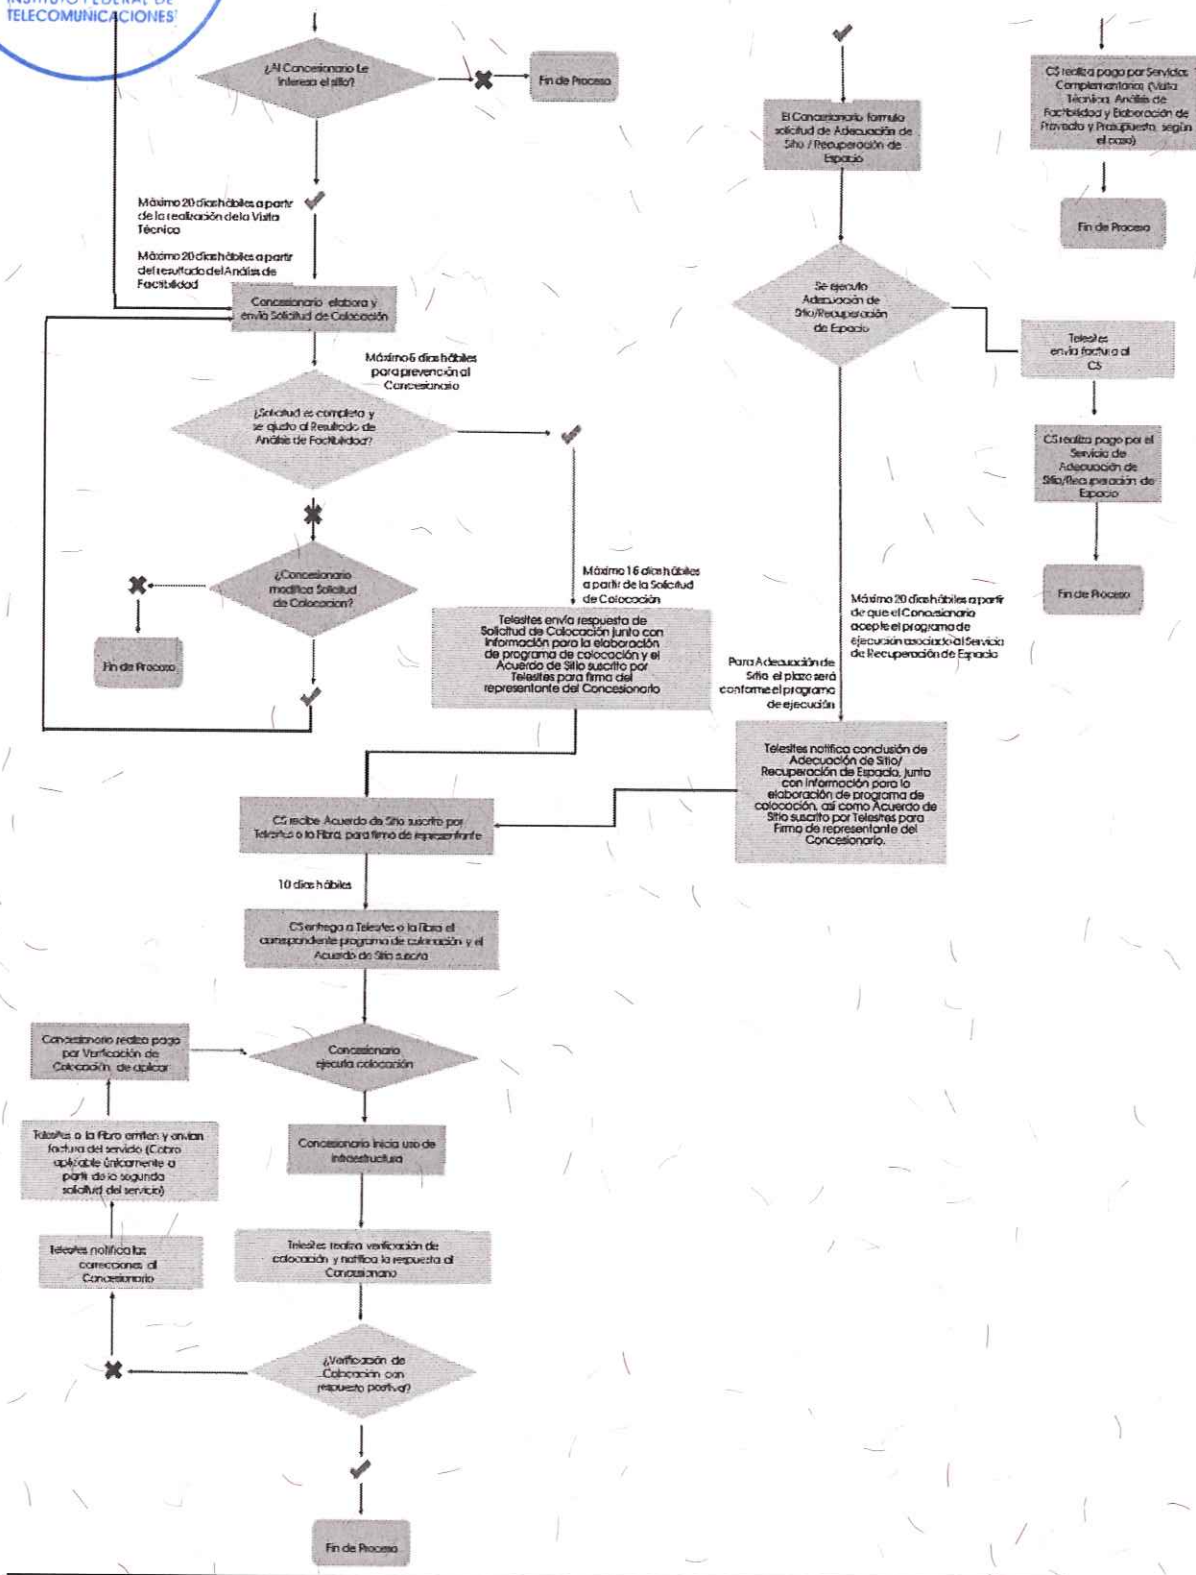 INSTITUTO FEDERAL DE
TELECOMUNICACIONES
¿Al Concesionario Le
interesa el sitio?
Fin de Proceso
Máximo 20 días hábiles a partir
de la realización de la Visita
Técnica
Máximo 20 días hábiles a partir
del resultado del Análisis de
Factibilidad
Concesionario elabora y
envía Solicitud de Colocación
Máximo 5 días hábiles
para prevención al
Concesionario
¿Solicitud es completa y
se ajusta al Resultado de
Análisis de Factibilidad?
¿Concesionario
modifica Solicitud
de Colocacion?
Fin de Proceso
Máximo 15 días hábiles
a partir de la Solicitud
de Colocación
Telesites envía respuesta de
Solicitud de Colocación junto con
Información para la elaboración
de programa de colocación y el
Acuerdo de Sitio suscrito por
Telesites para firma del
representante del Concesionario
El Concesionario formula
solicitud de Adecuación de
Sitio / Recuperación de
Espacio
Se ejecuta
Adecuación de
Sitio/Recuperación
de Espacio
CS realiza pago por Servicios
Complementarios (Visita
Técnica, Análisis de
Factibilidad y Elaboración de
Proyecto y Presupuesto, según
el caso)
Fin de Proceso
Telesites
envía factura al
CS
CS realiza pago por el
Servicio de
Adecuación de
Sitio/Recuperación de
Espacio
Fin de Proceso
Máximo 20 días hábiles a partir
de que el Concesionario
acepte el programa de
ejecución asociado al Servicio
de Recuperación de Espacio
Para Adecuación de
Sitio el plazo será
conforme el programa
de ejecución
Telesites notifica conclusión de
Adecuación de Sitio/
Recuperación de Espacio, junto
con información para la
elaboración de programa de
colocación, así como Acuerdo de
Sitio suscrito por Telesites para
Firma de representante del
Concesionario.
CS recibe Acuerdo de Sitio suscrito por
Telesites o la Fibra, para firma de representante
10 días hábiles
CS entrega a Telesites o la Fibra el
correspondiente programa de colocación y el
Acuerdo de Sitio suscrito
Concesionario realiza pago
por Verificación de
Colocación, de aplicar
Concesionario
ejecuta colocación
Telesites o la Fibra emiten y envían
factura del servicio (Cobro
aplicable únicamente a
partir de la segunda
solicitud del servicio)
Concesionario inicia uso de
infraestructura
Telesites notifica las
correcciones al
Concesionario
Telesites realiza verificación de
colocación y notifica la respuesta al
Concesionario
¿Verificación de
Colocación con
respuesta positiva?
Fin de Proceso